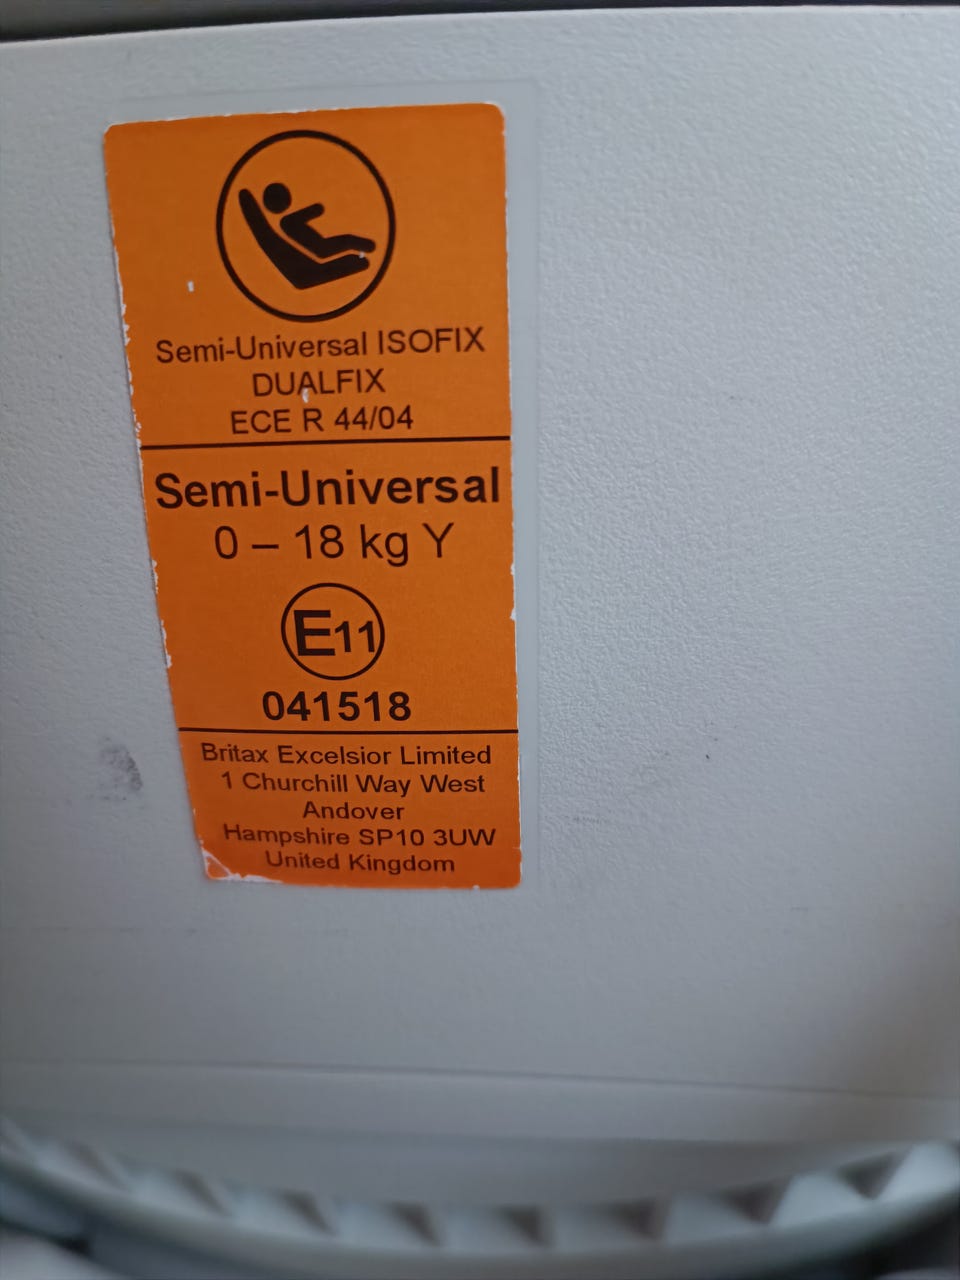 Semi-Universal ISOFIX
DUALFIX
ECE R 44/04
Semi-Universal
0 – 18 kg Y
E11
041518
Britax Excelsior Limited
1 Churchill Way West
Andover
Hampshire SP10 3UW
United Kingdom